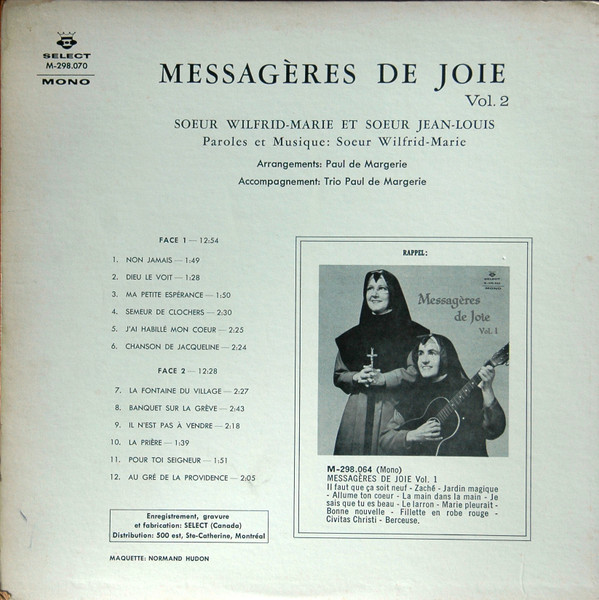 SELECT
M-298.070
MONO
MESSAGÈRES DE JOIE
Vol. 2
SOEUR WILFRID-MARIE ET SOEUR JEAN-LOUIS
Paroles et Musique: Soeur Wilfrid-Marie
Arrangements: Paul de Margerie
Accompagnement: Trio Paul de Margerie
FACE 1 — 12:54
1. NON JAMAIS — 1:49
2. DIEU LE VOIT — 1:28
3. MA PETITE ESPÉRANCE — 1:50
4. SEMEUR DE CLOCHERS — 2:30
5. J'AI HABILLÉ MON COEUR — 2:25
6. CHANSON DE JACQUELINE — 2:24
FACE 2 — 12:28
7. LA FONTAINE DU VILLAGE — 2:27
8. BANQUET SUR LA GRÈVE — 2:43
9. IL N'EST PAS À VENDRE — 2:18
10. LA PRIÈRE — 1:39
11. POUR TOI SEIGNEUR — 1:51
12. AU GRÉ DE LA PROVIDENCE — 2:05
Enregistrement, gravure
et fabrication: SELECT (Canada)
Distribution: 500 est, Ste-Catherine, Montréal
MAQUETTE: NORMAND HUDON
RAPPEL:
Messagères
de Joie
Vol. 1
M-298.064 (Mono)
MESSAGÈRES DE JOIE Vol. 1
Il faut que ça soit neuf - Zaché - Jardin magique
- Allume ton coeur - La main dans la main - Je
sais que tu es beau - Le larron - Marie pleurait -
Bonne nouvelle - Fillette en robe rouge -
Civitas Christi - Berceuse.